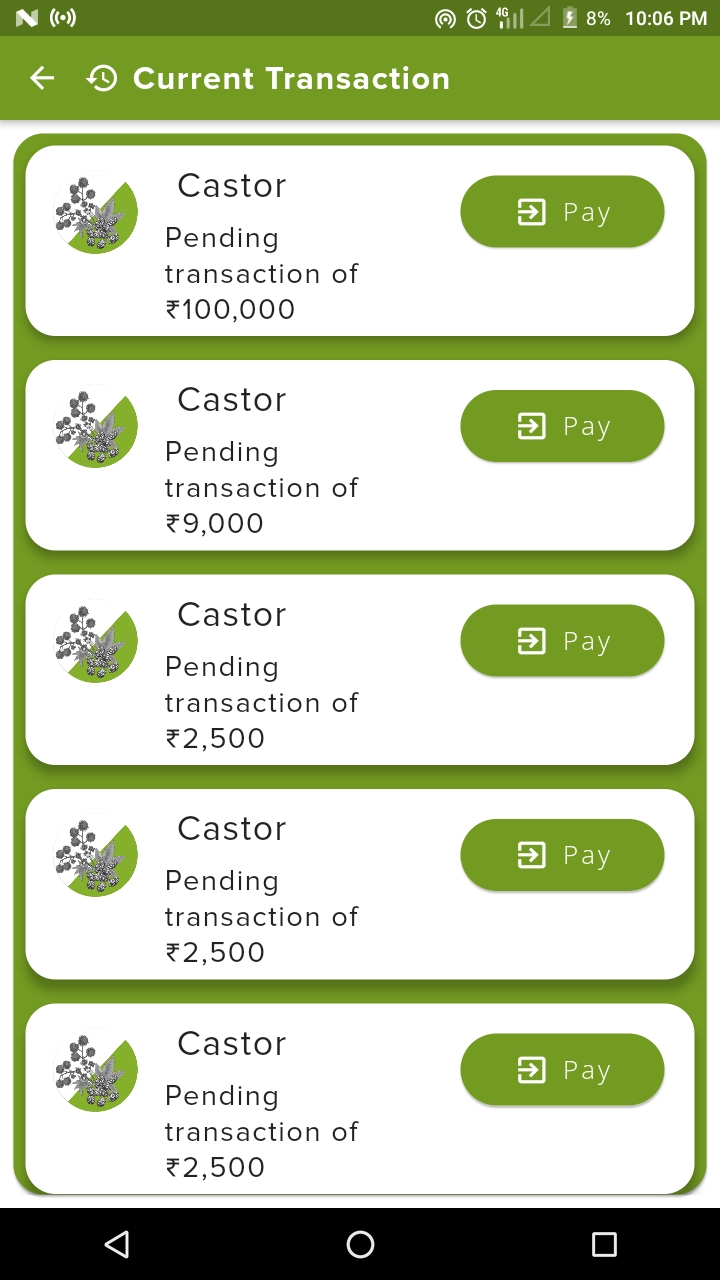 4G 8% 10:06 PM
Current Transaction
Castor
Pay
Pending
transaction of
₹100,000
Castor
Pay
Pending
transaction of
₹9,000
Castor
Pay
Pending
transaction of
₹2,500
Castor
Pay
Pending
transaction of
₹2,500
Castor
Pay
Pending
transaction of
₹2,500